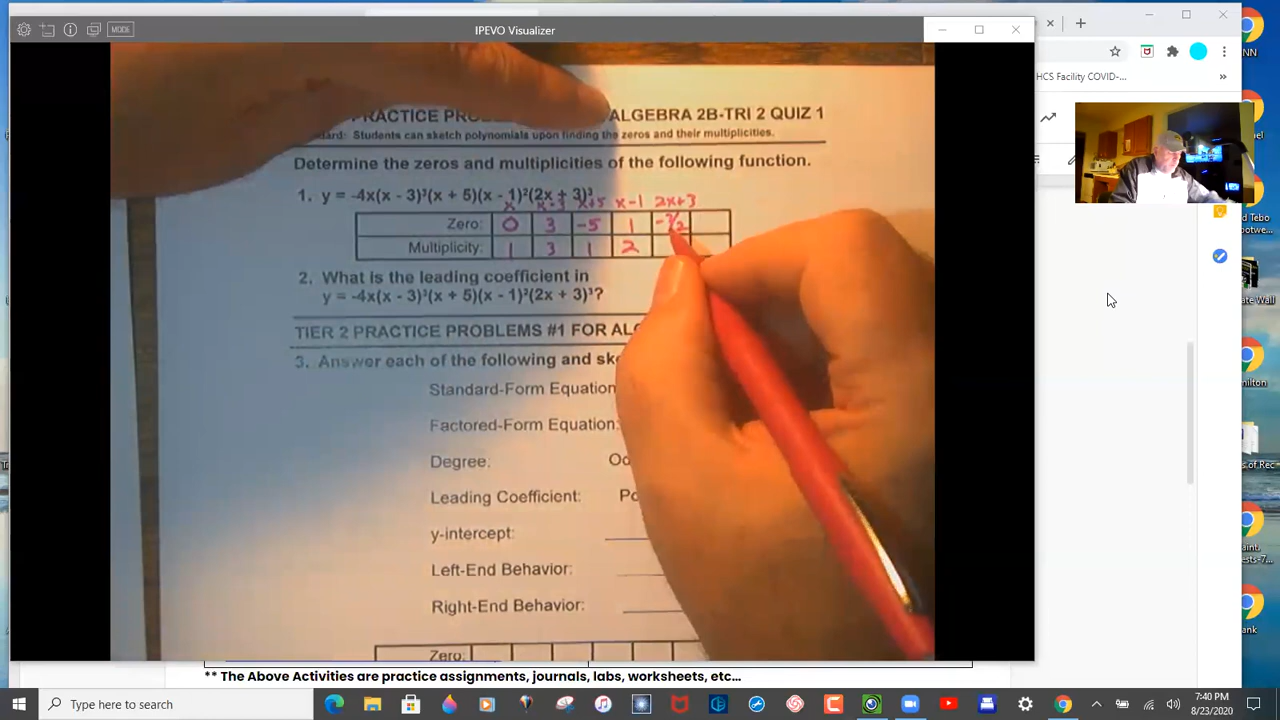 IPEVO Visualizer
MODE
HCS Facility COVID-...
PRACTICE ALGEBRA 2B-TRI 2 QUIZ 1
Students can sketch polynomials upon finding the zeros and their multiplicities.
Determine the zeros and multiplicities of the following function.
1. y = -4x(x - 3)³(x + 5)(x - 1)²(2x + 3)³
x x-3 x+5 x-1 2x+3
Zero: 0 3 -5 1 -3/2
Multiplicity: 1 3 1 2
2. What is the leading coefficient in
y = -4x(x - 3)³(x + 5)(x - 1)²(2x + 3)³?
TIER 2 PRACTICE PROBLEMS #1 FOR
3. Answer each of the following and
Standard-Form Equation
Factored-Form Equation:
Degree:
Leading Coefficient:
y-intercept:
Left-End Behavior:
Right-End Behavior:
Zero:
** The Above Activities are practice assignments, journals, labs, worksheets, etc...
Type here to search
7:40 PM
8/23/2020